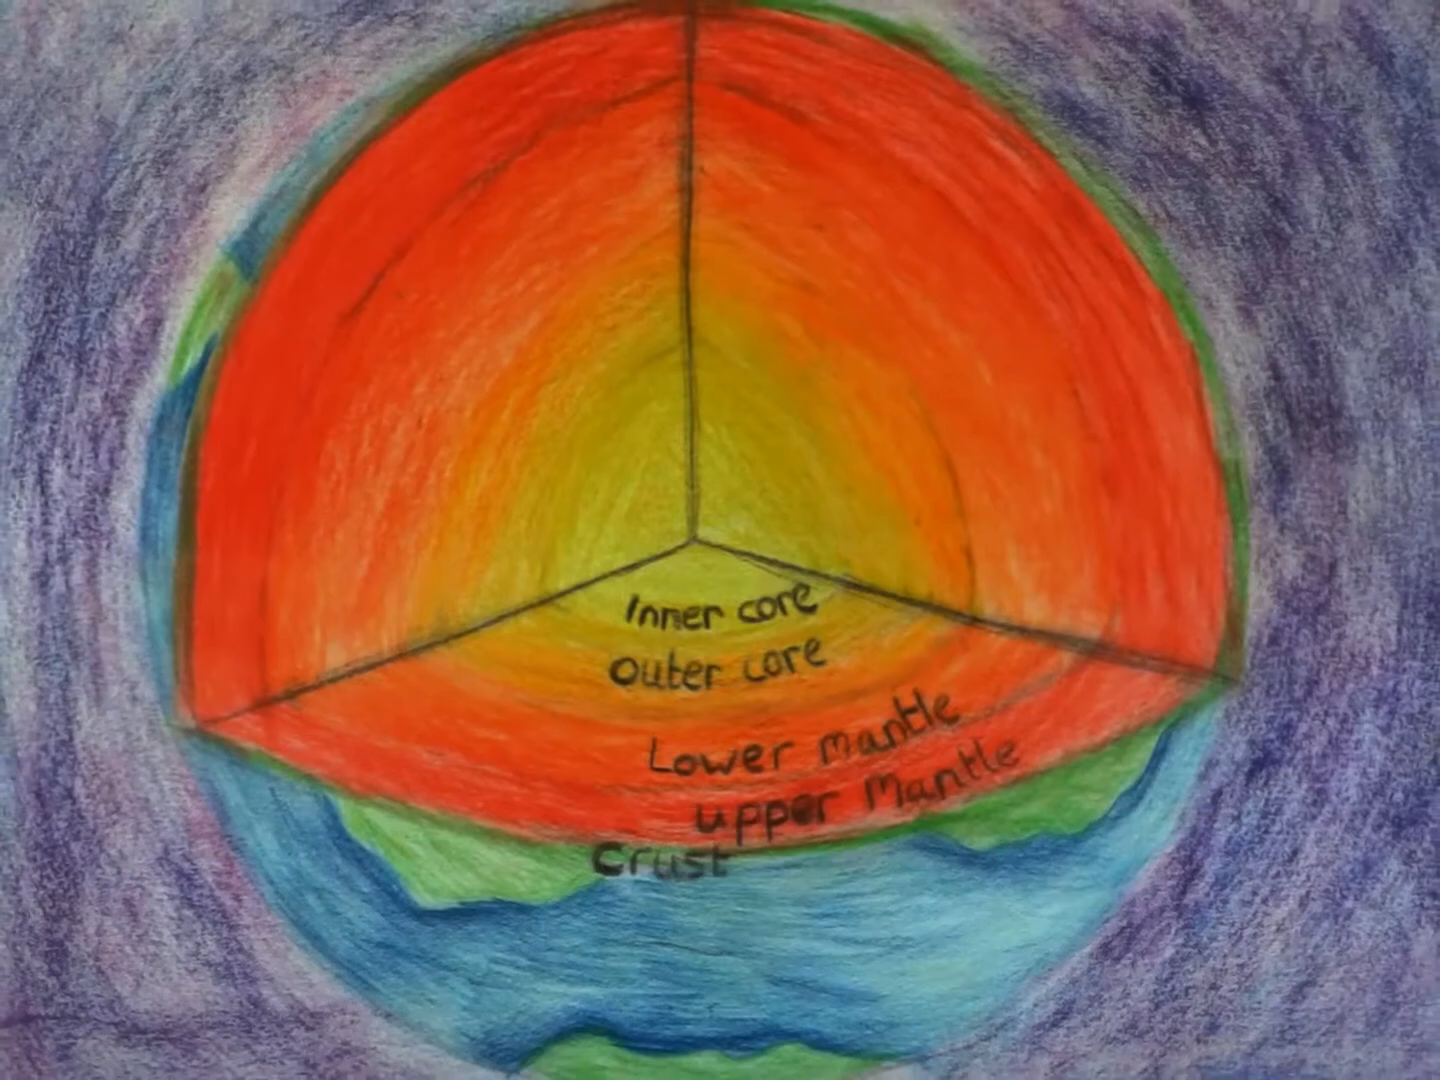 Inner core
Outer core
Lower mantle
upper Mantle
Crust